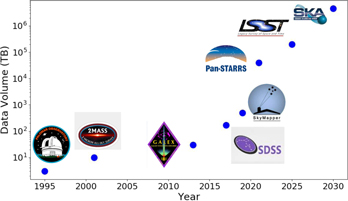 Data Volume (TB)
10⁶
10⁵
10⁴
10³
10²
10¹
SKA
LSST
Pan-STARRS
SkyMapper
2MASS
GALEX
SDSS
1995 2000 2005 2010 2015 2020 2025 2030
Year